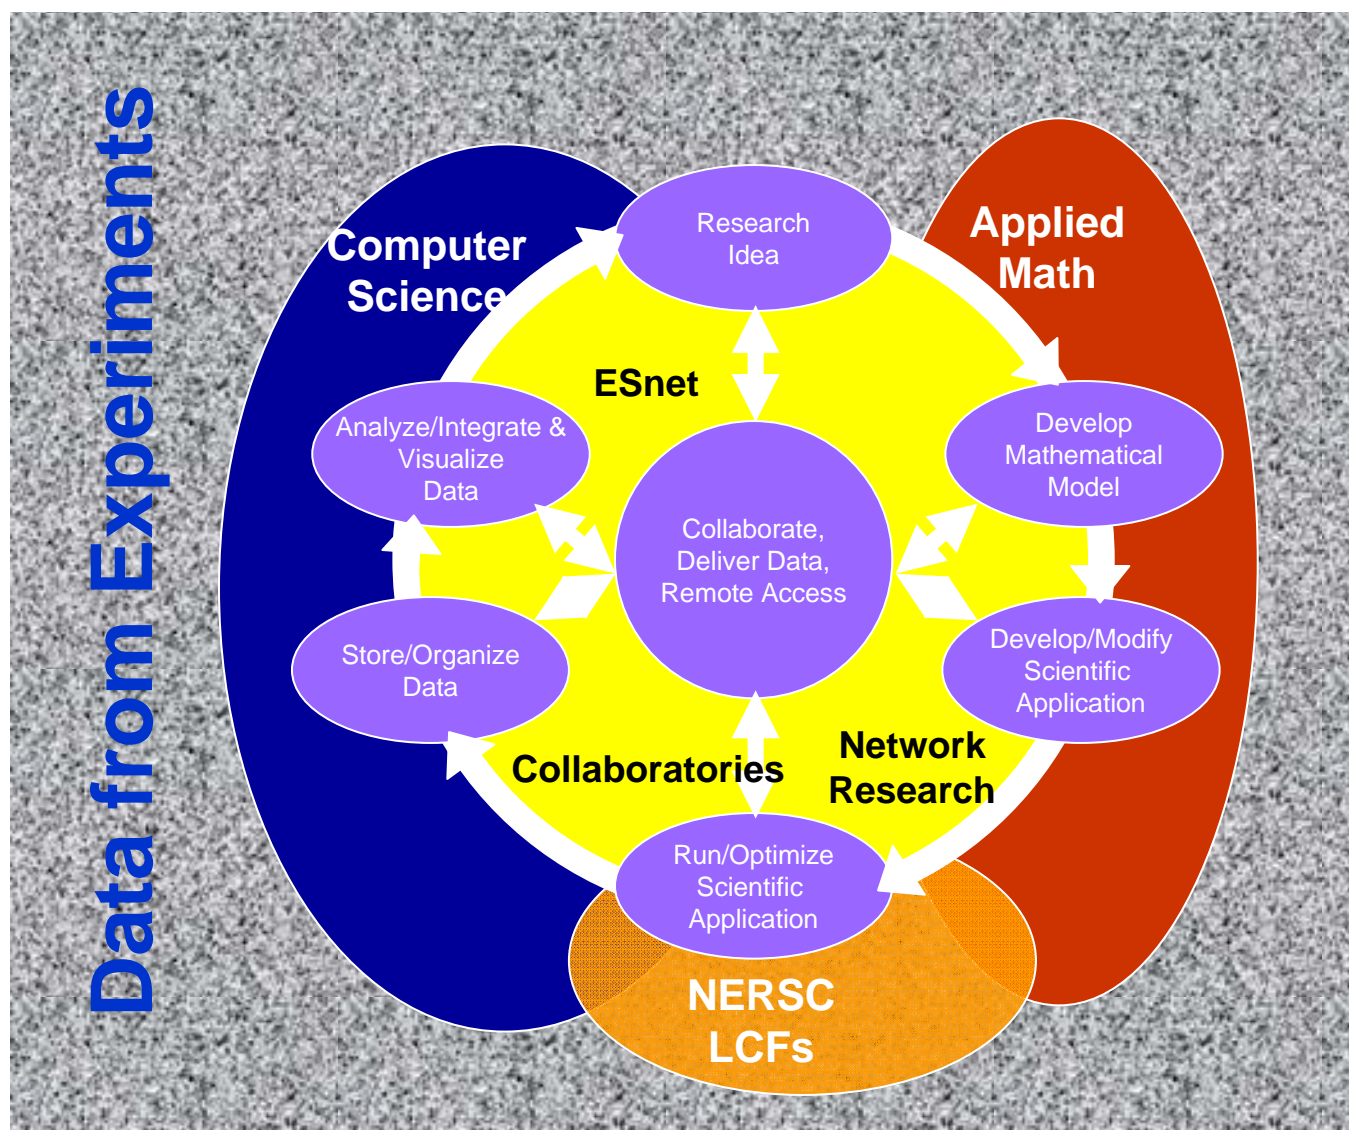 Data from Experiments
Computer
Science
Applied
Math
Research
Idea
ESnet
Analyze/Integrate &
Visualize
Data
Develop
Mathematical
Model
Collaborate,
Deliver Data,
Remote Access
Store/Organize
Data
Develop/Modify
Scientific
Application
Collaboratories
Network
Research
Run/Optimize
Scientific
Application
NERSC
LCFs